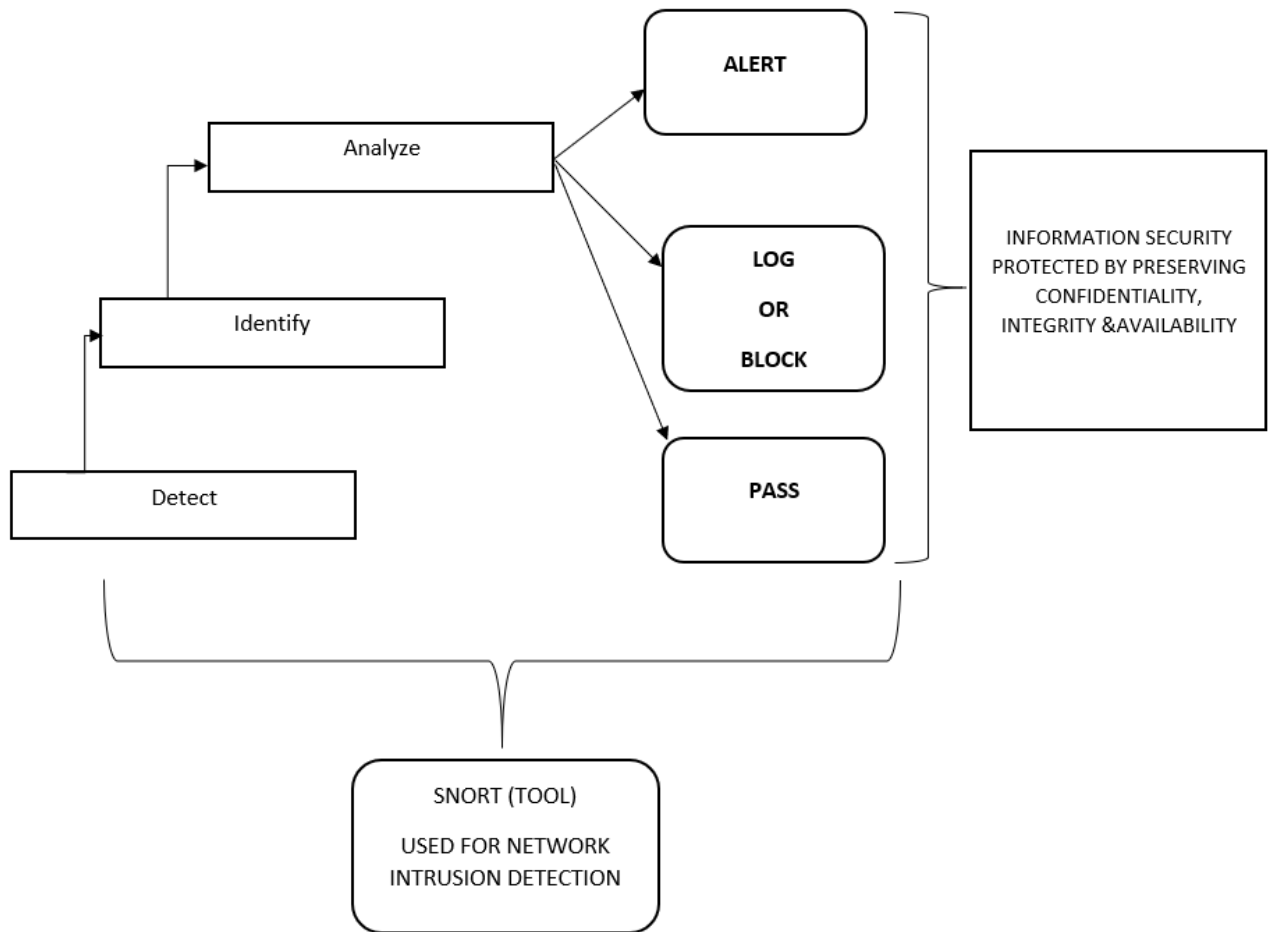 ALERT
Analyze
LOG
OR
BLOCK
INFORMATION SECURITY
PROTECTED BY PRESERVING
CONFIDENTIALITY,
INTEGRITY &AVAILABILITY
Identify
PASS
Detect
SNORT (TOOL)
USED FOR NETWORK
INTRUSION DETECTION